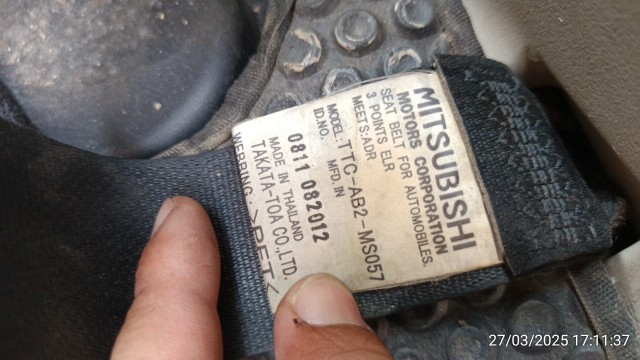 MITSUBISHI
MOTORS CORPORATION
SEAT BELT FOR AUTOMOBILES.
3 POINTS ELR
MEETS:ADR
MODEL.TTC-AB2-MS057
ID.NO. MFD. IN
0811 082012
MADE IN THAILAND
TAKATA-TOA CO.,LTD.
WEBBING: >PET<
27/03/2025 17:11:37